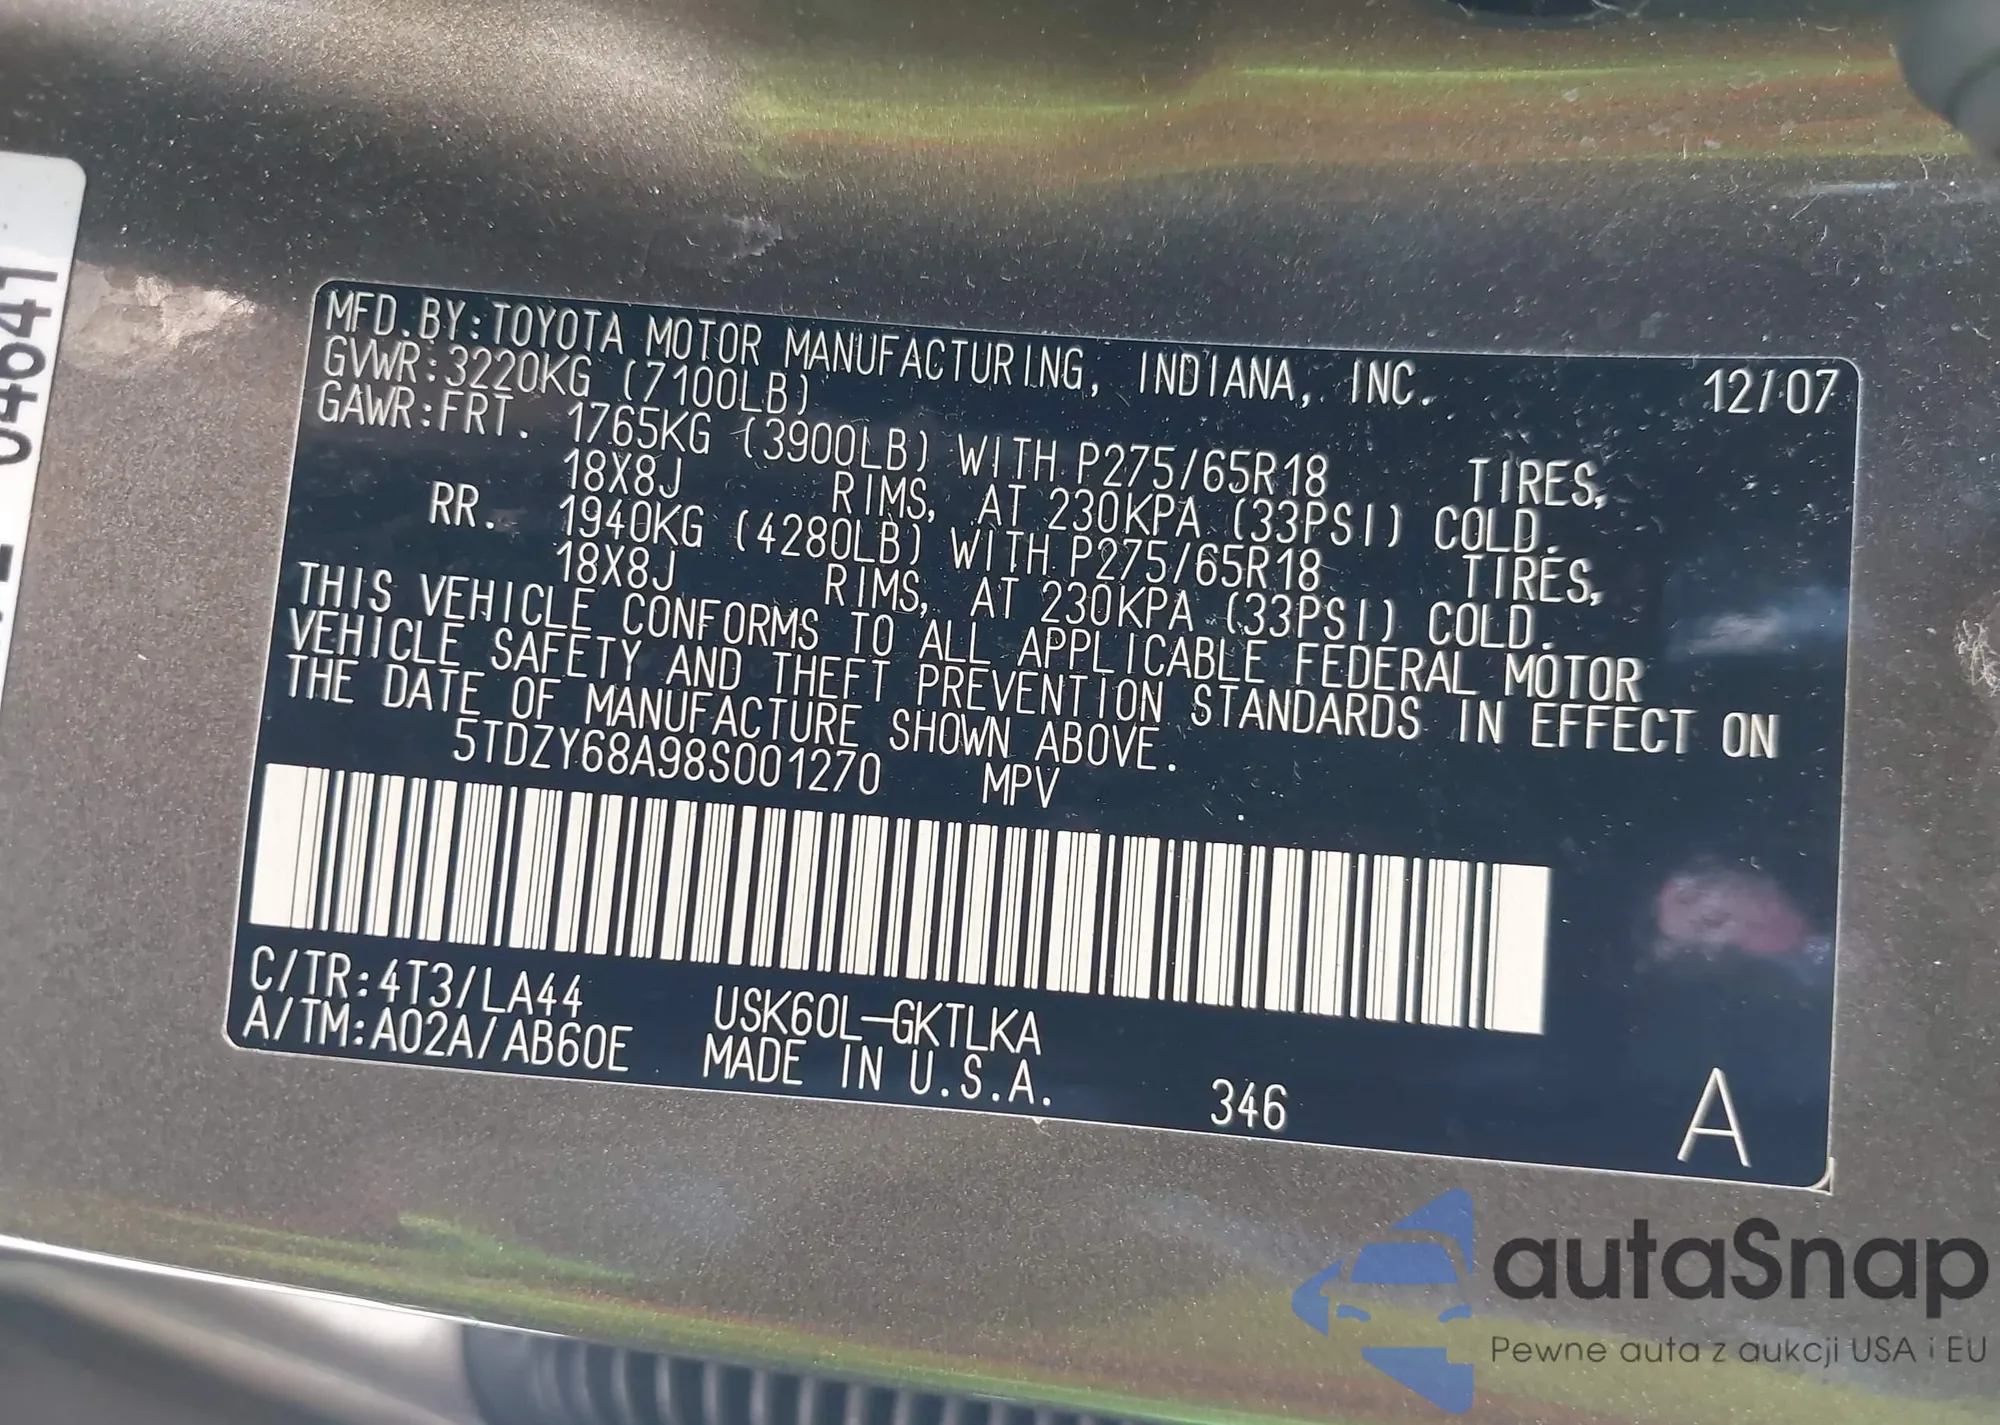 MFD.BY:TOYOTA MOTOR MANUFACTURING, INDIANA, INC. 12/07
GVWR:3220KG (7100LB)
GAWR:FRT. 1765KG (3900LB) WITH P275/65R18 TIRES,
18X8J RIMS, AT 230KPA (33PSI) COLD.
RR. 1940KG (4280LB) WITH P275/65R18 TIRES,
18X8J RIMS, AT 230KPA (33PSI) COLD.
THIS VEHICLE CONFORMS TO ALL APPLICABLE FEDERAL MOTOR
VEHICLE SAFETY AND THEFT PREVENTION STANDARDS IN EFFECT ON
THE DATE OF MANUFACTURE SHOWN ABOVE.
5TDZY68A98S001270 MPV
C/TR:4T3/LA44 USK60L-GKTLKA
A/TM:A02A/AB60E MADE IN U.S.A. 346 A
04641
autaSnap
Pewne auta z aukcji USA i EU